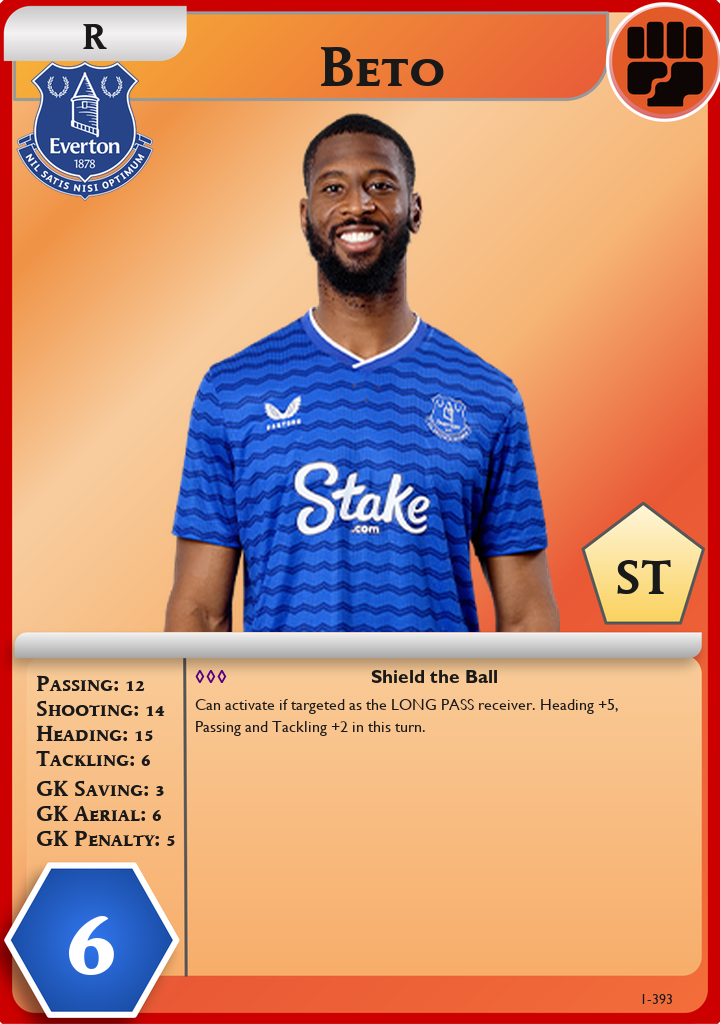 R
Beto
Everton
1878
NIL SATIS NISI OPTIMUM
CASTORE
Stake
.com
ST
◊◊◊ Shield the Ball
Can activate if targeted as the LONG PASS receiver. Heading +5,
Passing and Tackling +2 in this turn.
Passing: 12
Shooting: 14
Heading: 15
Tackling: 6
GK Saving: 3
GK Aerial: 6
GK Penalty: 5
6
1-393